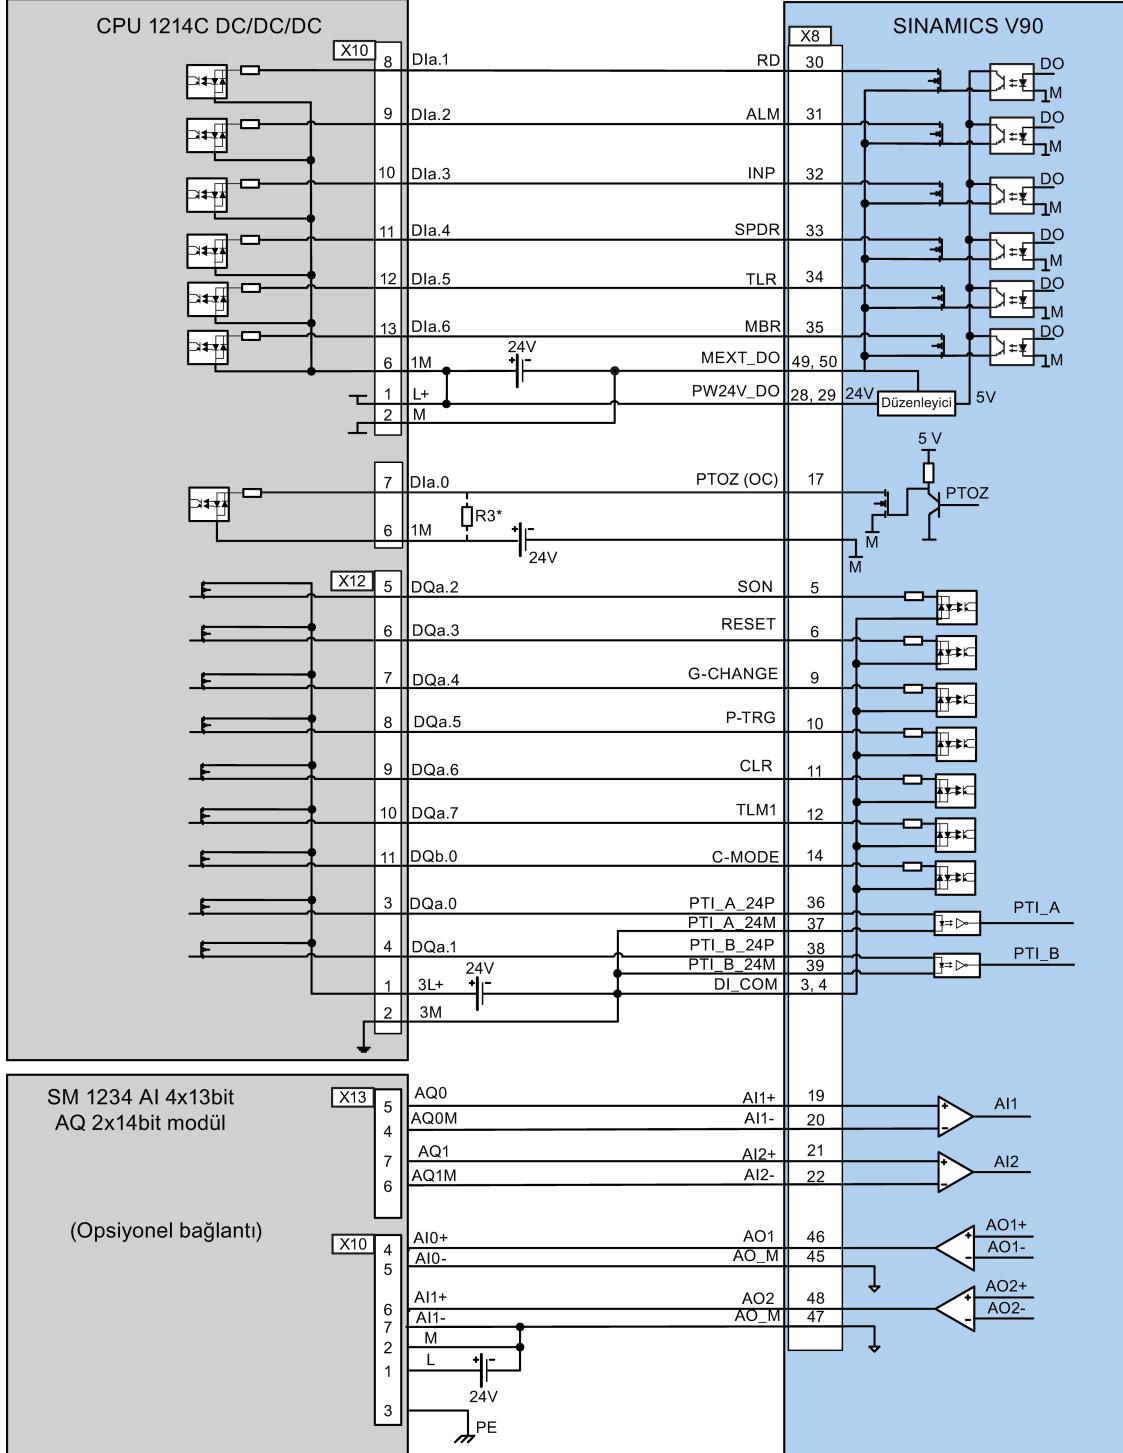 CPU 1214C DC/DC/DC
SINAMICS V90
X10
X8
8 DIa.1 RD 30 DO
M
9 DIa.2 ALM 31 DO
M
10 DIa.3 INP 32 DO
M
11 DIa.4 SPDR 33 DO
M
12 DIa.5 TLR 34 DO
M
13 DIa.6 MBR 35 DO
M
24V
+ -
6 1M MEXT_DO 49, 50
1 L+ PW24V_DO 28, 29 24V Düzenleyici 5V
2 M
5 V
7 DIa.0 PTOZ (OC) 17 PTOZ
R3*
6 1M + - M
24V M
X12
5 DQa.2 SON 5
6 DQa.3 RESET 6
7 DQa.4 G-CHANGE 9
8 DQa.5 P-TRG 10
9 DQa.6 CLR 11
10 DQa.7 TLM1 12
11 DQb.0 C-MODE 14
3 DQa.0 PTI_A_24P 36 PTI_A
PTI_A_24M 37
4 DQa.1 PTI_B_24P 38 PTI_B
PTI_B_24M 39
24V
+ -
1 3L+ DI_COM 3, 4
2 3M
SM 1234 AI 4x13bit
AQ 2x14bit modül
(Opsiyonel bağlantı)
X13
5 AQ0 AI1+ 19 + AI1
4 AQ0M AI1- 20 -
7 AQ1 AI2+ 21 + AI2
6 AQ1M AI2- 22 -
X10
4 AI0+ AO1 46 + AO1+
5 AI0- AO_M 45 - AO1-
6 AI1+ AO2 48 + AO2+
7 AI1- AO_M 47 - AO2-
2 M
1 L + -
24V
3 PE